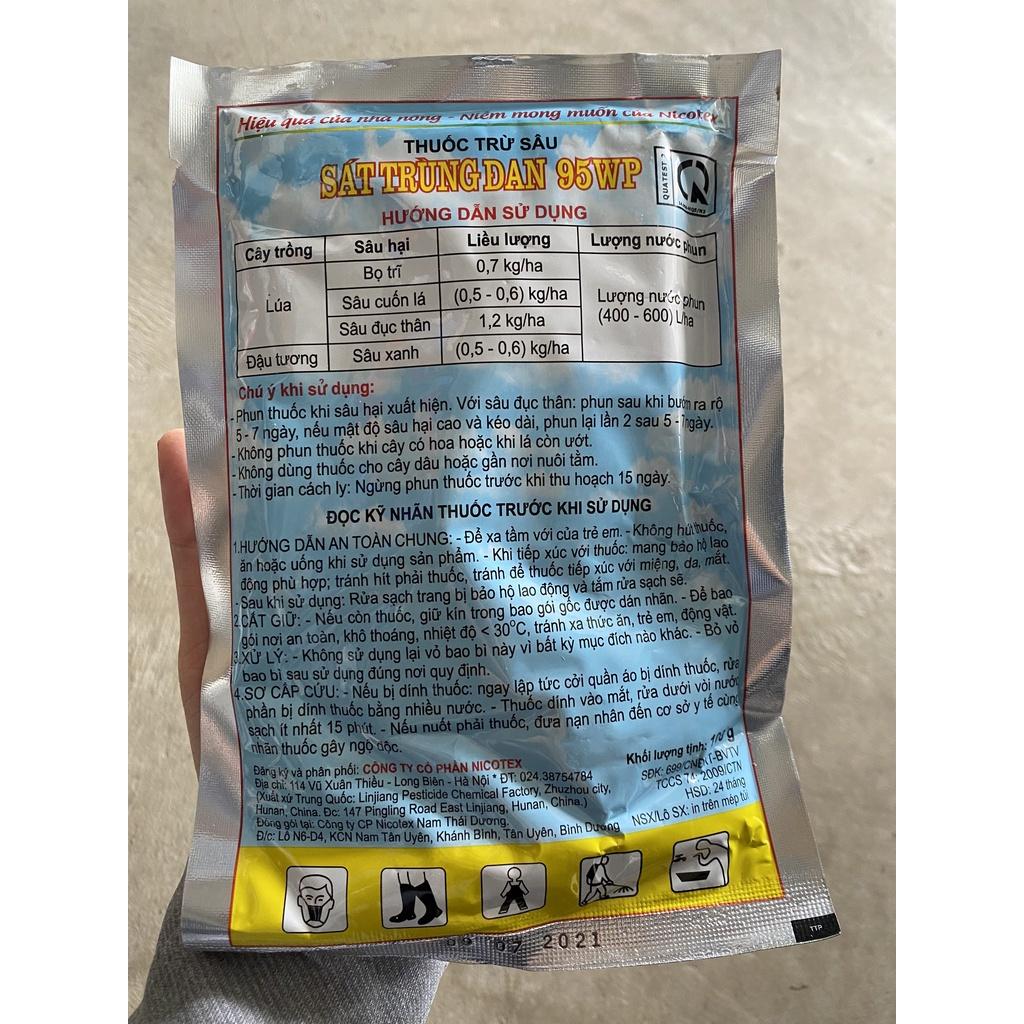 Hiệu quả của nhà nông - Niềm mong muốn của Nicotex
THUỐC TRỪ SÂU
SÁT TRÙNG ĐAN 95WP
QUATEST
HƯỚNG DẪN SỬ DỤNG
Cây trồng Sâu hại Liều lượng Lượng nước phun
Lúa Bọ trĩ 0,7 kg/ha Lượng nước phun (400 - 600) L/ha
Sâu cuốn lá (0,5 - 0,6) kg/ha
Sâu đục thân 1,2 kg/ha
Đậu tương Sâu xanh (0,5 - 0,6) kg/ha
Chú ý khi sử dụng:
-Phun thuốc khi sâu hại xuất hiện. Với sâu đục thân: phun sau khi bướm ra rộ
5-7 ngày, nếu mật độ sâu hại cao và kéo dài, phun lại lần 2 sau 5 - 7 ngày.
-Không phun thuốc khi cây có hoa hoặc khi lá còn ướt.
-Không dùng thuốc cho cây dâu hoặc gần nơi nuôi tằm.
-Thời gian cách ly: Ngừng phun thuốc trước khi thu hoạch 15 ngày.
ĐỌC KỸ NHÃN THUỐC TRƯỚC KHI SỬ DỤNG
1.HƯỚNG DẪN AN TOÀN CHUNG: - Để xa tầm với của trẻ em. - Không hút thuốc,
ăn hoặc uống khi sử dụng sản phẩm. - Khi tiếp xúc với thuốc: mang bảo hộ lao
động phù hợp; tránh hít phải thuốc, tránh để thuốc tiếp xúc với miệng, da, mắt.
-Sau khi sử dụng: Rửa sạch trang bị bảo hộ lao động và tắm rửa sạch sẽ.
2.CẤT GIỮ: - Nếu còn thuốc, giữ kín trong bao gói gốc được dán nhãn. - Để bao
gói nơi an toàn, khô thoáng, nhiệt độ < 30°C, tránh xa thức ăn, trẻ em, động vật.
3.XỬ LÝ: - Không sử dụng lại vỏ bao bì này vì bất kỳ mục đích nào khác. - Bỏ vỏ
bao bì sau sử dụng đúng nơi quy định.
4.SƠ CẤP CỨU: - Nếu bị dính thuốc: ngay lập tức cởi quần áo bị dính thuốc, rửa
phần bị dính thuốc bằng nhiều nước. - Thuốc dính vào mắt, rửa dưới vòi nước
sạch ít nhất 15 phút. - Nếu nuốt phải thuốc, đưa nạn nhân đến cơ sở y tế cùng
nhãn thuốc gây ngộ độc.
Đăng ký và phân phối: CÔNG TY CỔ PHẦN NICOTEX
Địa chỉ: 114 Vũ Xuân Thiều - Long Biên - Hà Nội * ĐT: 024.38754784
(Xuất xứ Trung Quốc: Linjiang Pesticide Chemical Factory, Zhuzhou city,
Hunan, China. Đc: 147 Pingling Road East Linjiang, Hunan, China.)
Đóng gói tại: Công ty CP Nicotex Nam Thái Dương.
Đ/c: Lô N6-D4, KCN Nam Tân Uyên, Khánh Bình, Tân Uyên, Bình Dương
Khối lượng tịnh: 100 g
SĐK: 699/CNĐKT-BVTV
TCCS 74: 2009/CTN
HSD: 24 tháng
NSX/Lô SX: in trên mép túi
09 07 2021
TTP